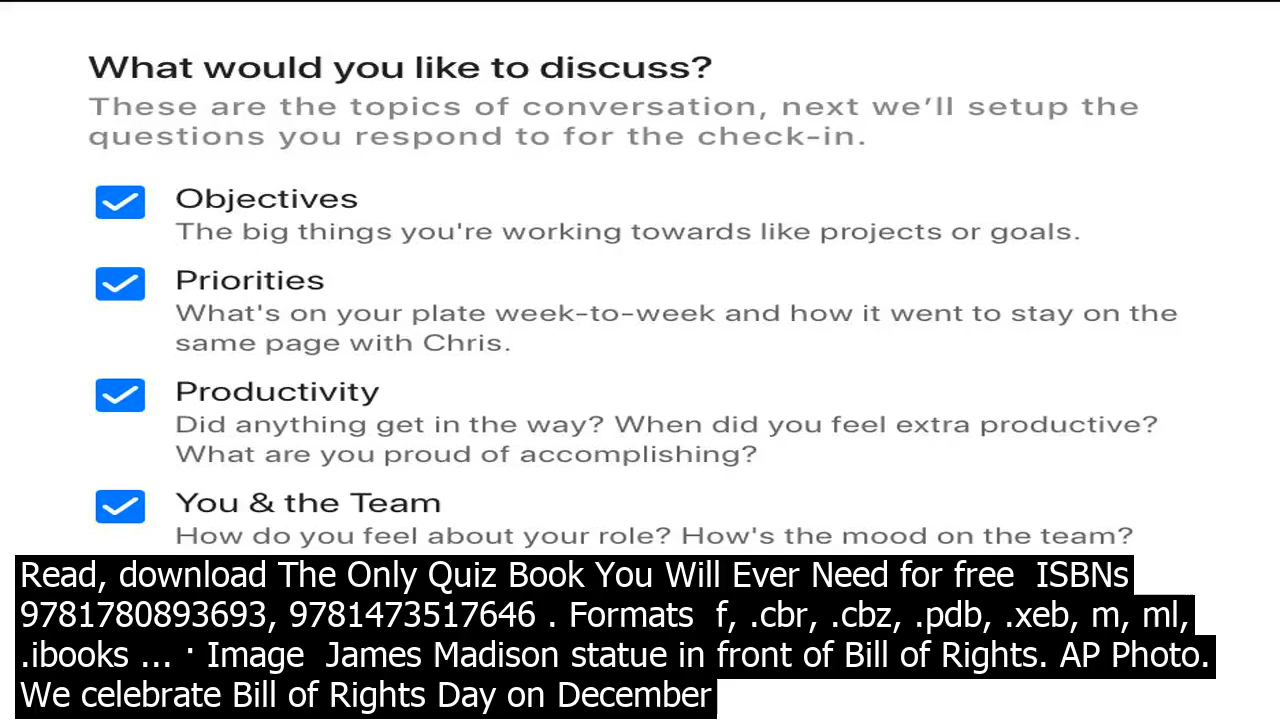 What would you like to discuss?
These are the topics of conversation, next we’ll setup the
questions you respond to for the check-in.
Objectives
The big things you're working towards like projects or goals.
Priorities
What's on your plate week-to-week and how it went to stay on the
same page with Chris.
Productivity
Did anything get in the way? When did you feel extra productive?
What are you proud of accomplishing?
You & the Team
How do you feel about your role? How's the mood on the team?
Read, download The Only Quiz Book You Will Ever Need for free  ISBNs
9781780893693, 9781473517646 . Formats  f, .cbr, .cbz, .pdb, .xeb, m, ml,
.ibooks ... · Image  James Madison statue in front of Bill of Rights. AP Photo.
We celebrate Bill of Rights Day on December